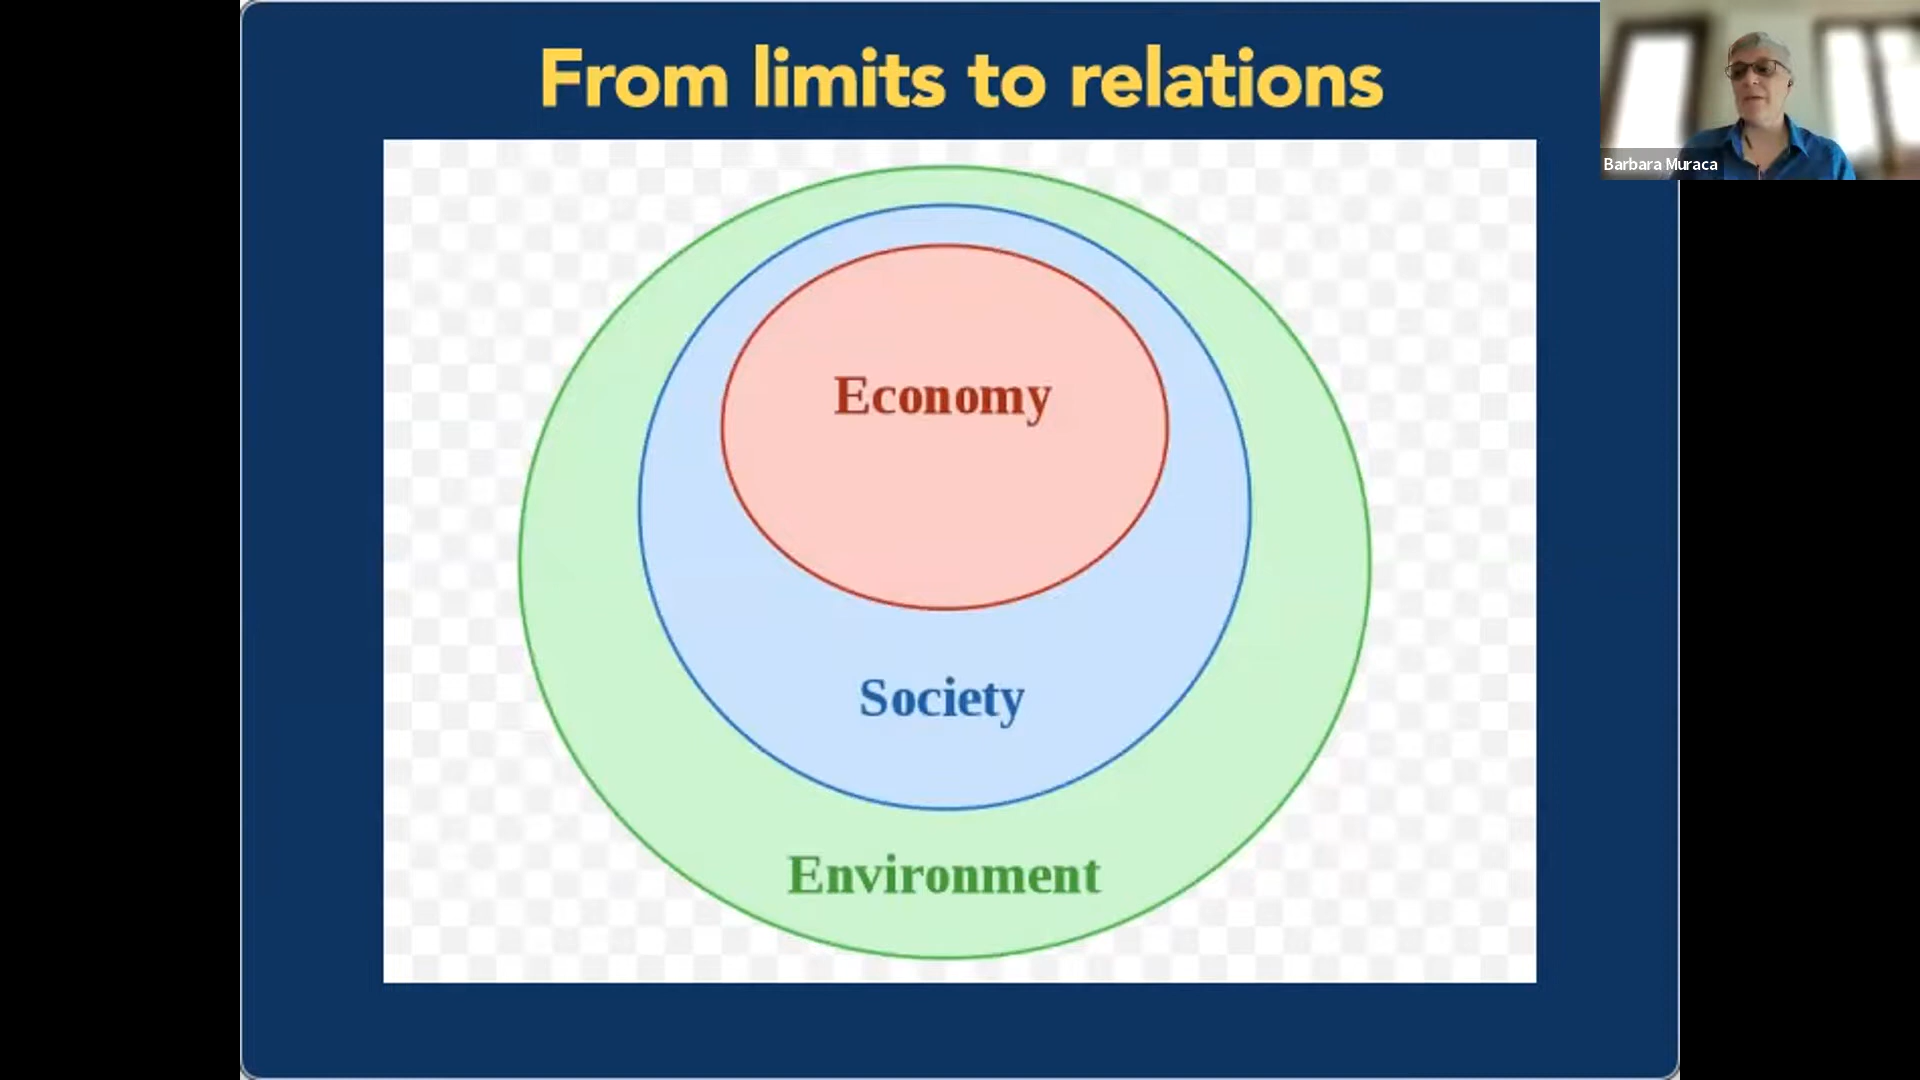 From limits to relations
Barbara Muraca
Economy
Society
Environment